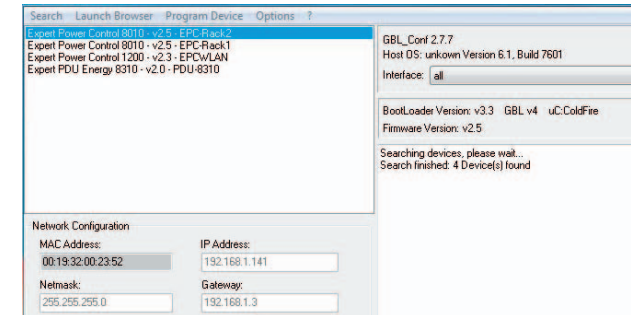 Search Launch Browser Program Device Options ?
Expert Power Control 8010 - v2.5 - EPC-Rack2
Expert Power Control 8010 - v2.5 - EPC-Rack1
Expert Power Control 1200 - v2.3 - EPCWLAN
Expert PDU Energy 8310 - v2.0 - PDU-8310
GBL_Conf 2.7.7
Host OS: unkown Version 6.1, Build 7601
Interface: all
BootLoader Version: v3.3 GBL v4 uC:ColdFire
Firmware Version: v2.5
Searching devices, please wait...
Search finished: 4 Device(s) found
Network Configuration
MAC Address: IP Address:
00:19:32:00:23:52 192.168.1.141
Netmask: Gateway:
255.255.255.0 192.168.1.3